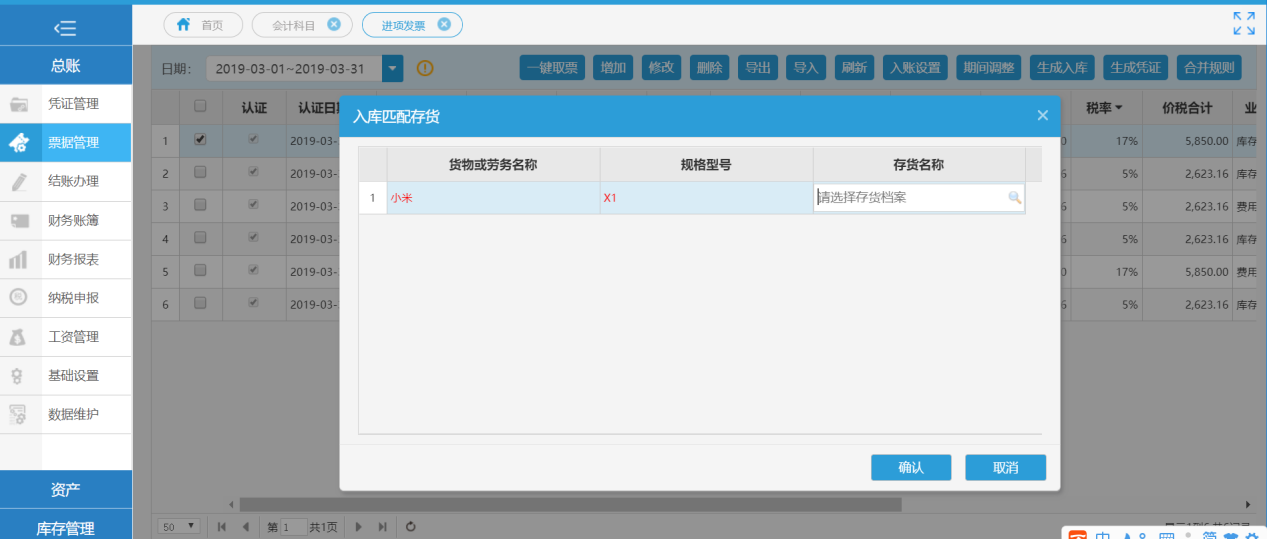 首页 会计科目 进项发票
总账
日期: 2019-03-01~2019-03-31 一键取票 增加 修改 删除 导出 导入 刷新 入账设置 期间调整 生成入库 生成凭证 合并规则
凭证管理
票据管理
结账办理
财务账簿
财务报表
纳税申报
工资管理
基础设置
数据维护
资产
库存管理
认证 认证日 税率 价税合计 业
1 2019-03- 0 17% 5,850.00 库存
2 2019-03- 6 5% 2,623.16 库存
3 2019-03- 6 5% 2,623.16 费用
4 2019-03- 6 5% 2,623.16 库存
5 2019-03- 0 17% 5,850.00 费用
6 2019-03- 6 5% 2,623.16 库存
入库匹配存货
货物或劳务名称 规格型号 存货名称
1 小米 X1 请选择存货档案
确认 取消
50 第 1 共1页
中 简